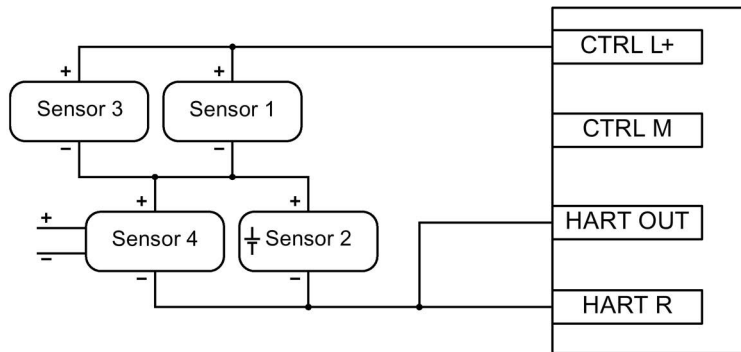 CTRL L+
+ +
Sensor 3 Sensor 1
CTRL M
− −
+ +
HART OUT
+
Sensor 4 Sensor 2
−
− −
HART R